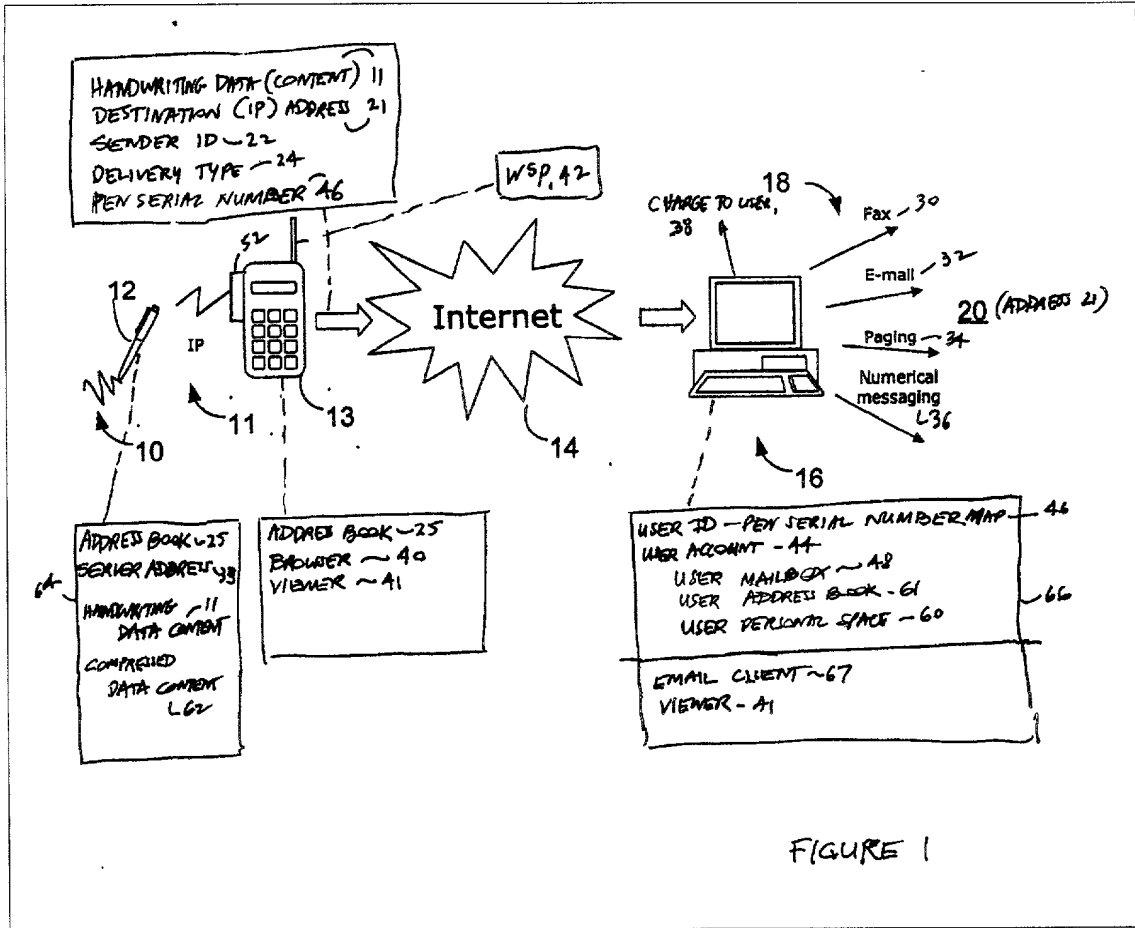 HANDWRITING DATA (CONTENT) 11
DESTINATION (IP) ADDRESS 21
SENDER ID 22
DELIVERY TYPE 24
PEN SERIAL NUMBER 46
WSP, 42
52
12
IP
10
11
13
Internet
14
CHARGE TO USER,
38
18
Fax 30
E-mail 32
20 (ADDRESS 21)
Paging 34
Numerical
messaging
36
16
ADDRESS BOOK 25
SERVER ADDRESS
64
HANDWRITING 11
DATA CONTENT
COMPRESSED
DATA CONTENT
62
ADDRESS BOOK 25
BROWSER 40
VIEWER 41
USER ID - PEN SERIAL NUMBER MAP 46
USER ACCOUNT - 44
USER MAILBOX 48
USER ADDRESS BOOK - 61
USER PERSONAL SPACE - 60
66
EMAIL CLIENT 67
VIEWER - 41
FIGURE 1